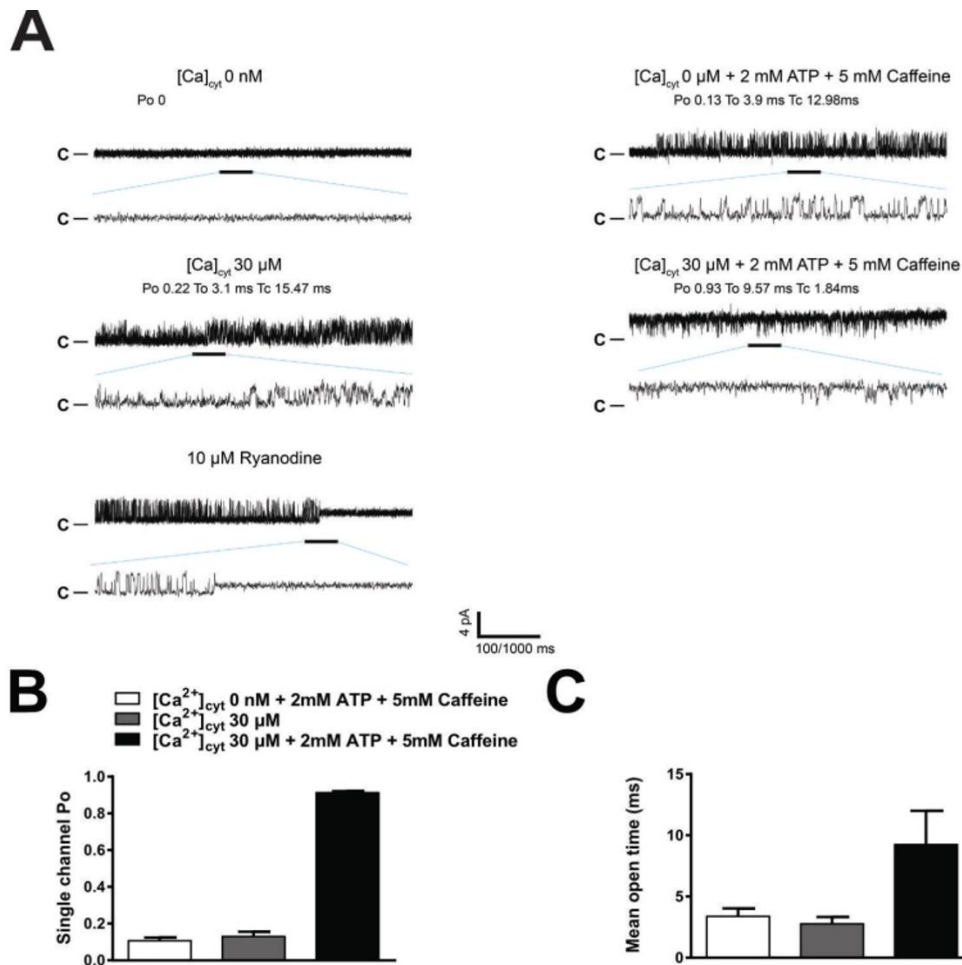 A
[Ca]cyt 0 nM
Po 0
C
C
[Ca]cyt 0 µM + 2 mM ATP + 5 mM Caffeine
Po 0.13 To 3.9 ms Tc 12.98ms
C
C
[Ca]cyt 30 µM
Po 0.22 To 3.1 ms Tc 15.47 ms
C
C
[Ca]cyt 30 µM + 2 mM ATP + 5 mM Caffeine
Po 0.93 To 9.57 ms Tc 1.84ms
C
C
10 µM Ryanodine
C
C
4 pA
100/1000 ms
B
[Ca2+]cyt 0 nM + 2mM ATP + 5mM Caffeine
[Ca2+]cyt 30 µM
[Ca2+]cyt 30 µM + 2mM ATP + 5mM Caffeine
Single channel Po
1.0
0.8
0.6
0.4
0.2
0.0
C
Mean open time (ms)
15
10
5
0